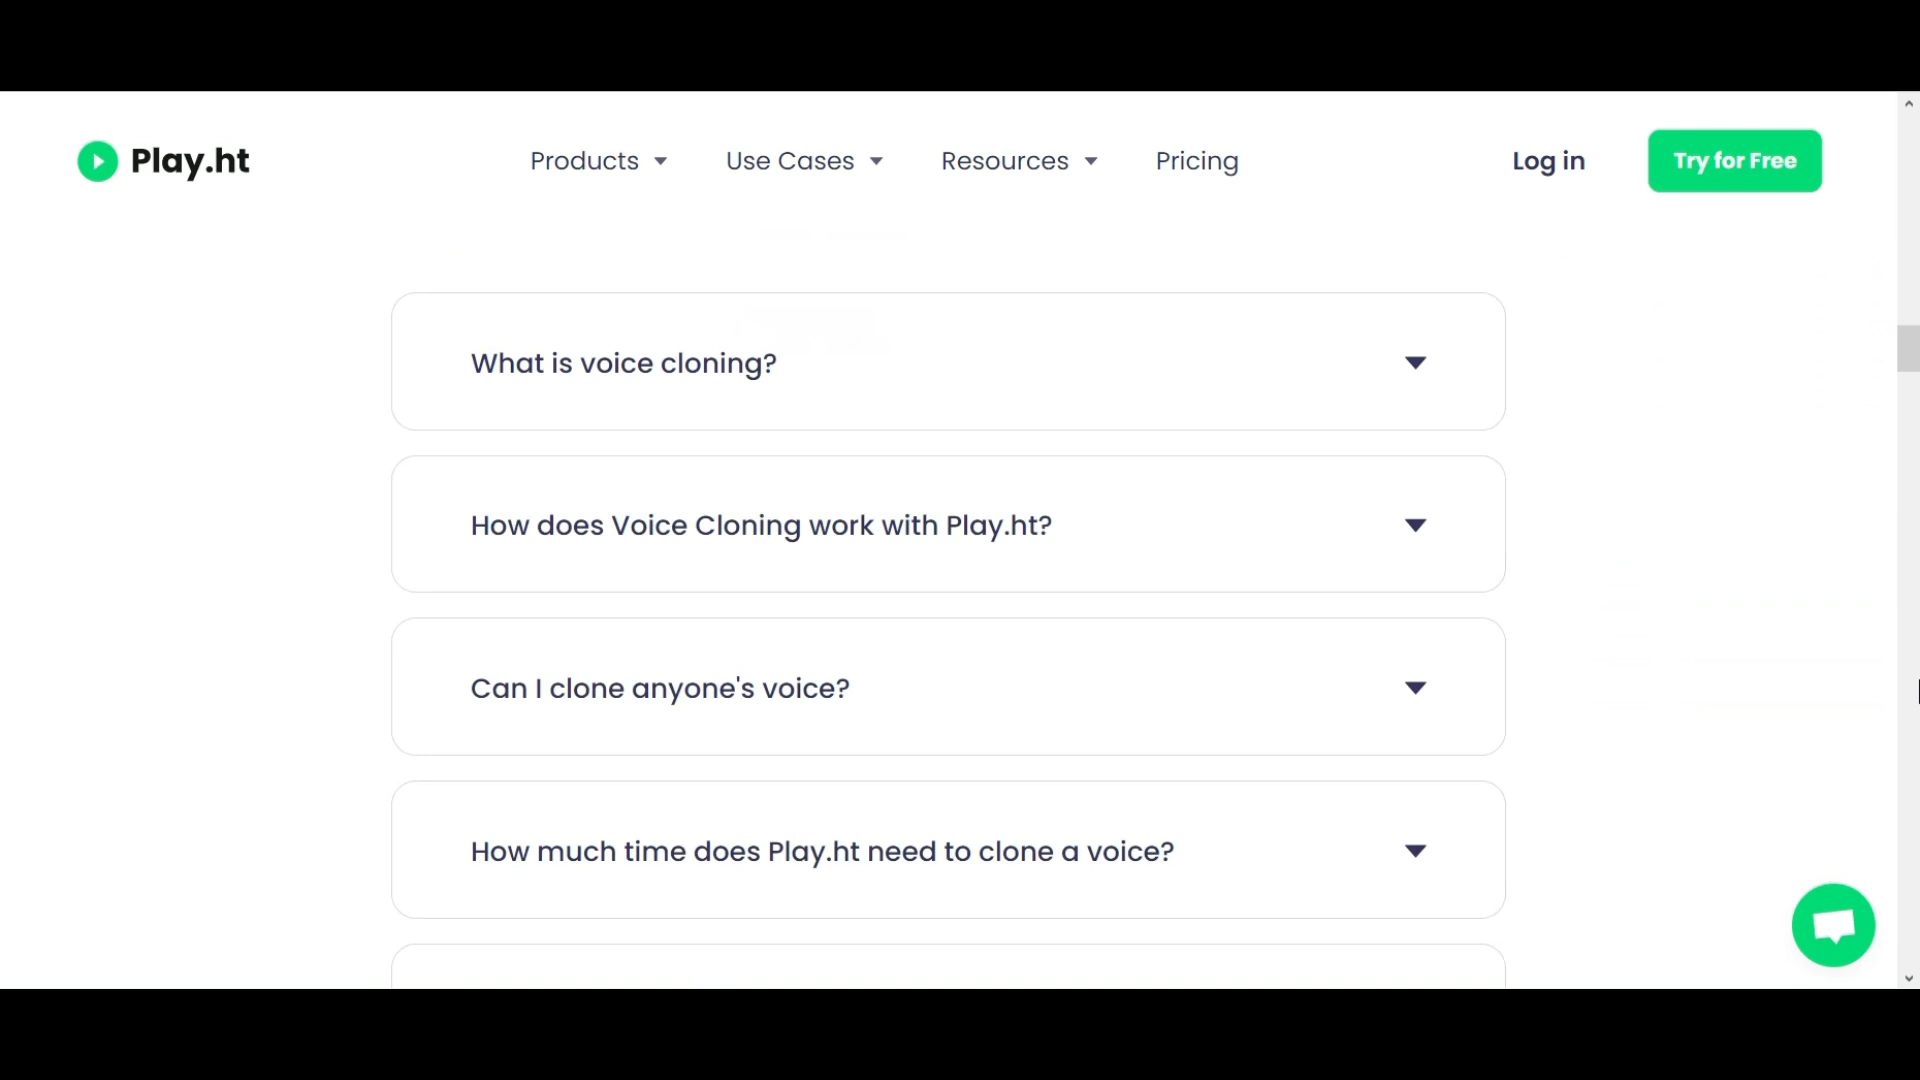 Play.ht
Products
Use Cases
Resources
Pricing
Log in
Try for Free
What is voice cloning?
How does Voice Cloning work with Play.ht?
Can I clone anyone's voice?
How much time does Play.ht need to clone a voice?